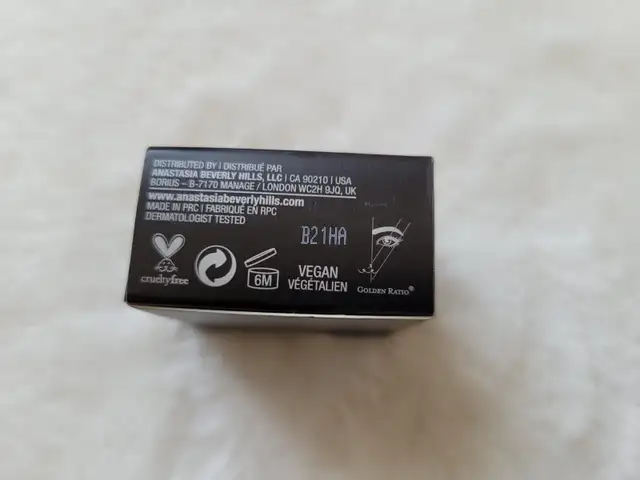 DISTRIBUTED BY | DISTRIBUÉ PAR
ANASTASIA BEVERLY HILLS, LLC | CA 90210 | USA
BORIUS – B-7170 MANAGE / LONDON WC2H 9JQ, UK
www.anastasiabeverlyhills.com
MADE IN PRC | FABRIQUÉ EN RPC
DERMATOLOGIST TESTED
B21HA
crueltyfree
6M
VEGAN
VÉGÉTALIEN
GOLDEN RATIO®